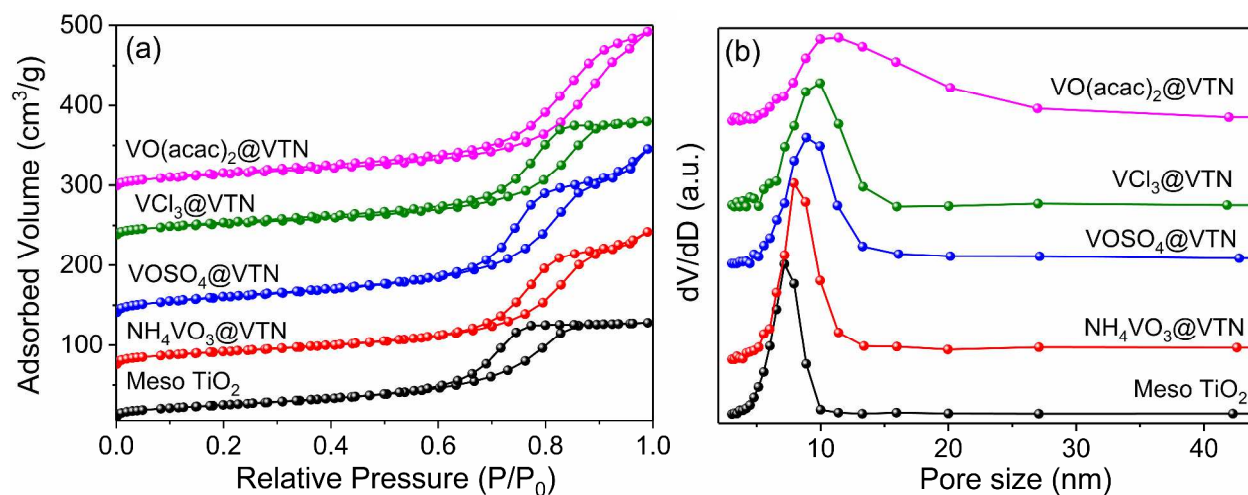 (a)
500
400
300
200
100
Adsorbed Volume (cm³/g)
VO(acac)₂@VTN
VCl₃@VTN
VOSO₄@VTN
NH₄VO₃@VTN
Meso TiO₂
0.0 0.2 0.4 0.6 0.8 1.0
Relative Pressure (P/P₀)
(b)
dV/dD (a.u.)
VO(acac)₂@VTN
VCl₃@VTN
VOSO₄@VTN
NH₄VO₃@VTN
Meso TiO₂
10 20 30 40
Pore size (nm)